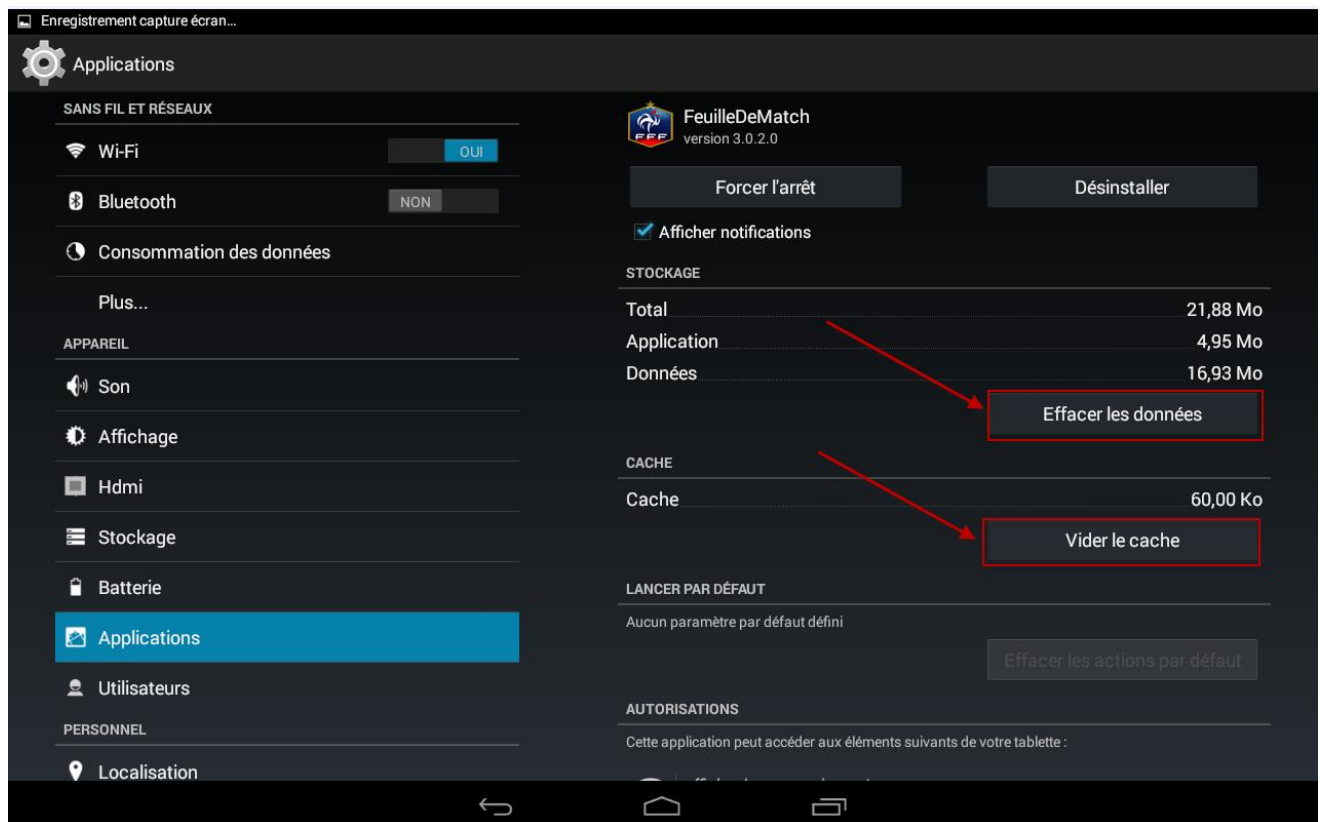 Enregistrement capture écran...
Applications
SANS FIL ET RÉSEAUX
Wi-Fi OUI
Bluetooth NON
Consommation des données
Plus...
APPAREIL
Son
Affichage
Hdmi
Stockage
Batterie
Applications
Utilisateurs
PERSONNEL
Localisation
FFF
FeuilleDeMatch
version 3.0.2.0
Forcer l'arrêt Désinstaller
Afficher notifications
STOCKAGE
Total 21,88 Mo
Application 4,95 Mo
Données 16,93 Mo
Effacer les données
CACHE
Cache 60,00 Ko
Vider le cache
LANCER PAR DÉFAUT
Aucun paramètre par défaut défini
Effacer les actions par défaut
AUTORISATIONS
Cette application peut accéder aux éléments suivants de votre tablette :